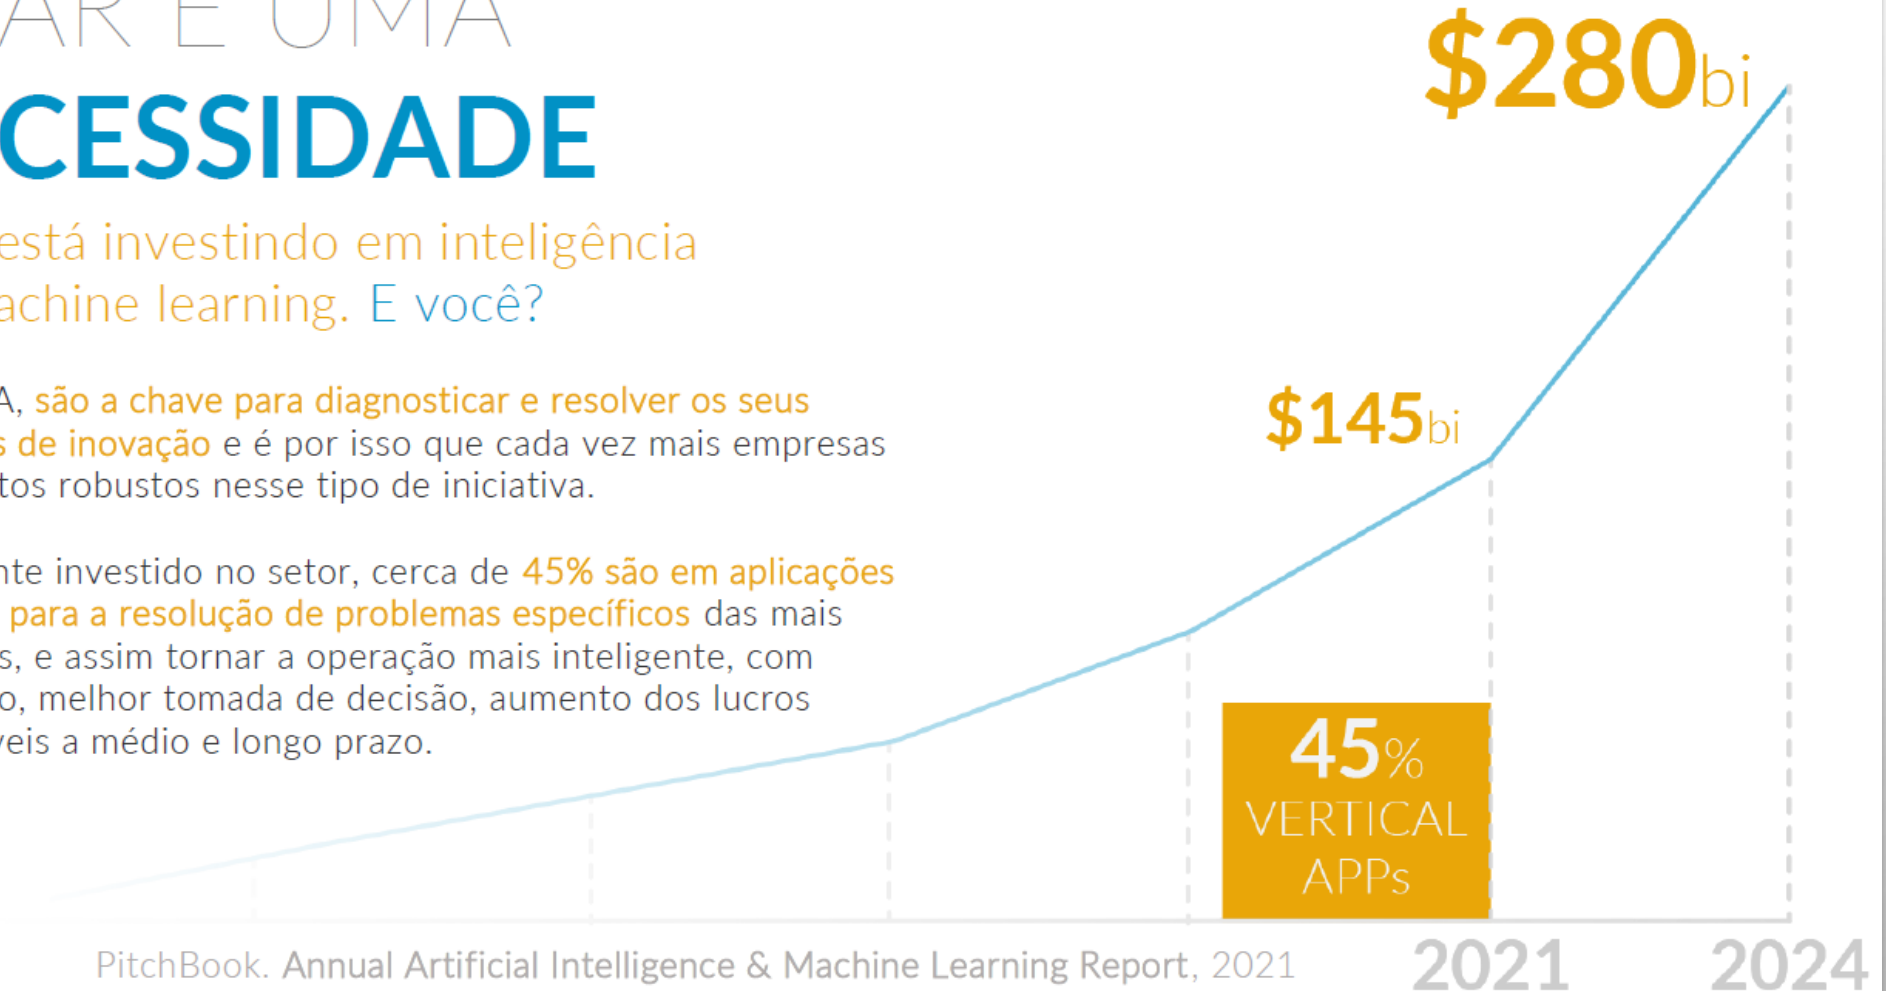 AR É UMA
CESSIDADE
está investindo em inteligência
achine learning. E você?
A, são a chave para diagnosticar e resolver os seus
s de inovação e é por isso que cada vez mais empresas
tos robustos nesse tipo de iniciativa.
nte investido no setor, cerca de 45% são em aplicações
para a resolução de problemas específicos das mais
s, e assim tornar a operação mais inteligente, com
o, melhor tomada de decisão, aumento dos lucros
veis a médio e longo prazo.
$280bi
$145bi
45%
VERTICAL
APPs
2021
2024
PitchBook. Annual Artificial Intelligence & Machine Learning Report, 2021